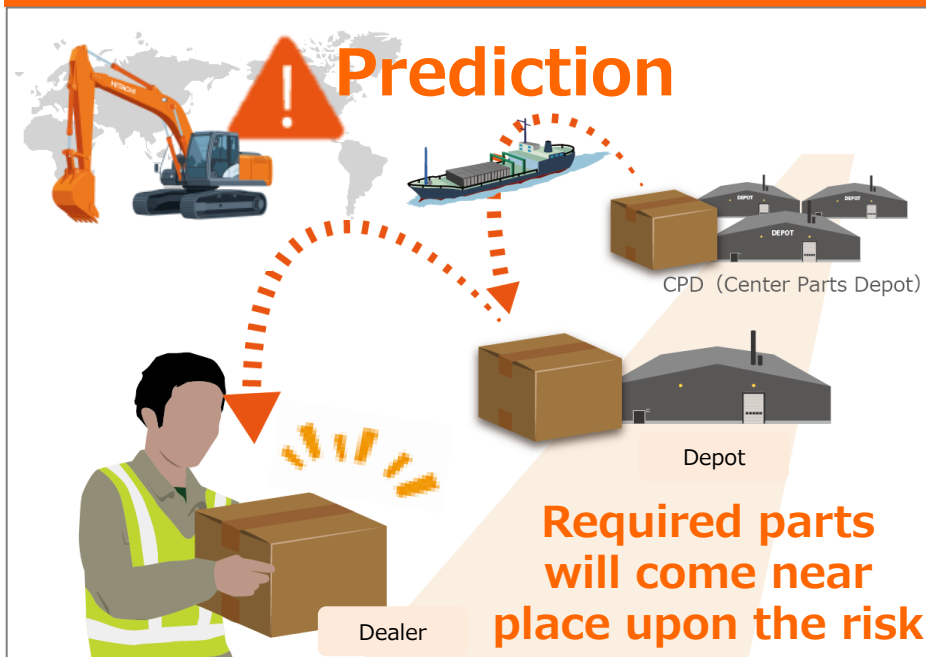 Prediction
HITACHI
DEPOT
DEPOT
DEPOT
CPD（Center Parts Depot）
Depot
Required parts
will come near
place upon the risk
Dealer